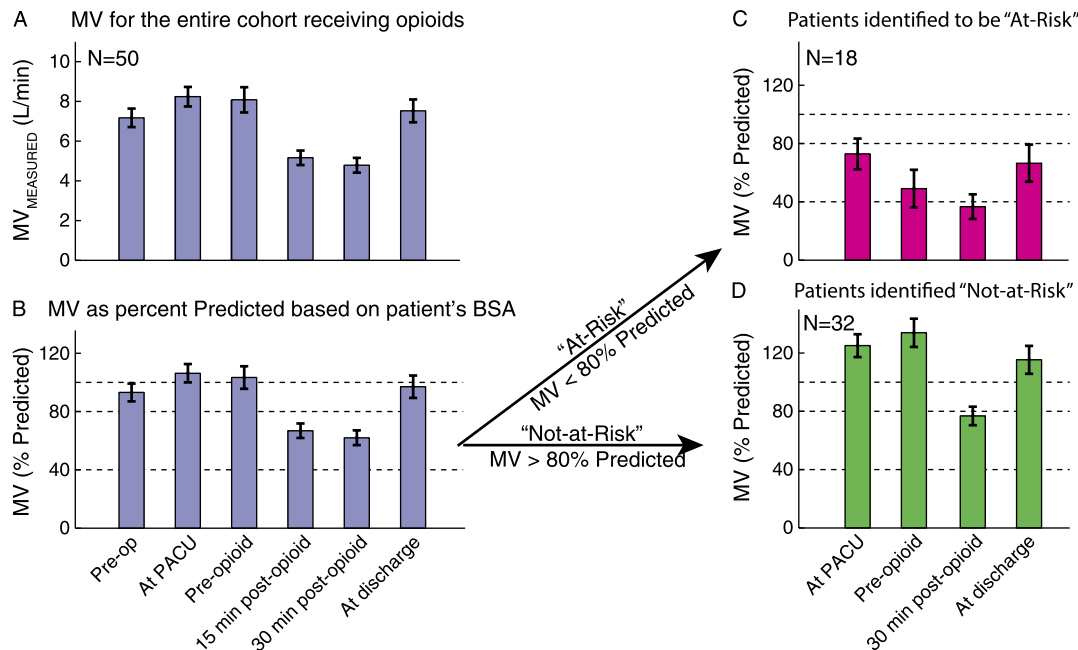 A MV for the entire cohort receiving opioids
N=50
MV MEASURED (L/min)
10
8
6
4
2
0
B MV as percent Predicted based on patient's BSA
MV (% Predicted)
120
80
40
0
Pre-op
At PACU
Pre-opioid
15 min post-opioid
30 min post-opioid
At discharge
“At-Risk”
MV < 80% Predicted
“Not-at-Risk”
MV > 80% Predicted
C Patients identified to be “At-Risk”
N=18
MV (% Predicted)
120
80
40
0
D Patients identified “Not-at-Risk”
N=32
MV (% Predicted)
120
80
40
0
At PACU
Pre-opioid
30 min post-opioid
At discharge